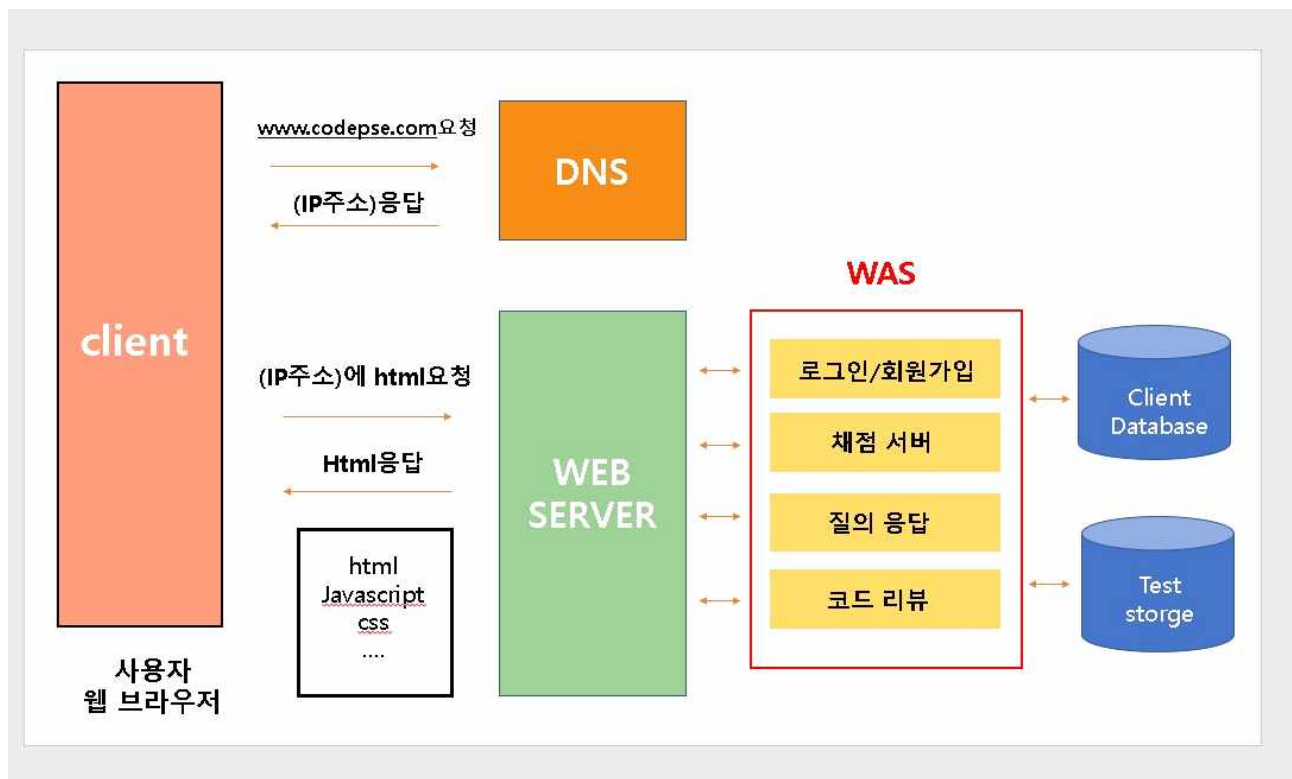 www.codepse.com요청
(IP주소)응답
DNS
client
(IP주소)에 html요청
Html응답
html
Javascript
css
....
사용자
웹 브라우저
WEB
SERVER
WAS
로그인/회원가입
채점 서버
질의 응답
코드 리뷰
Client
Database
Test
storge